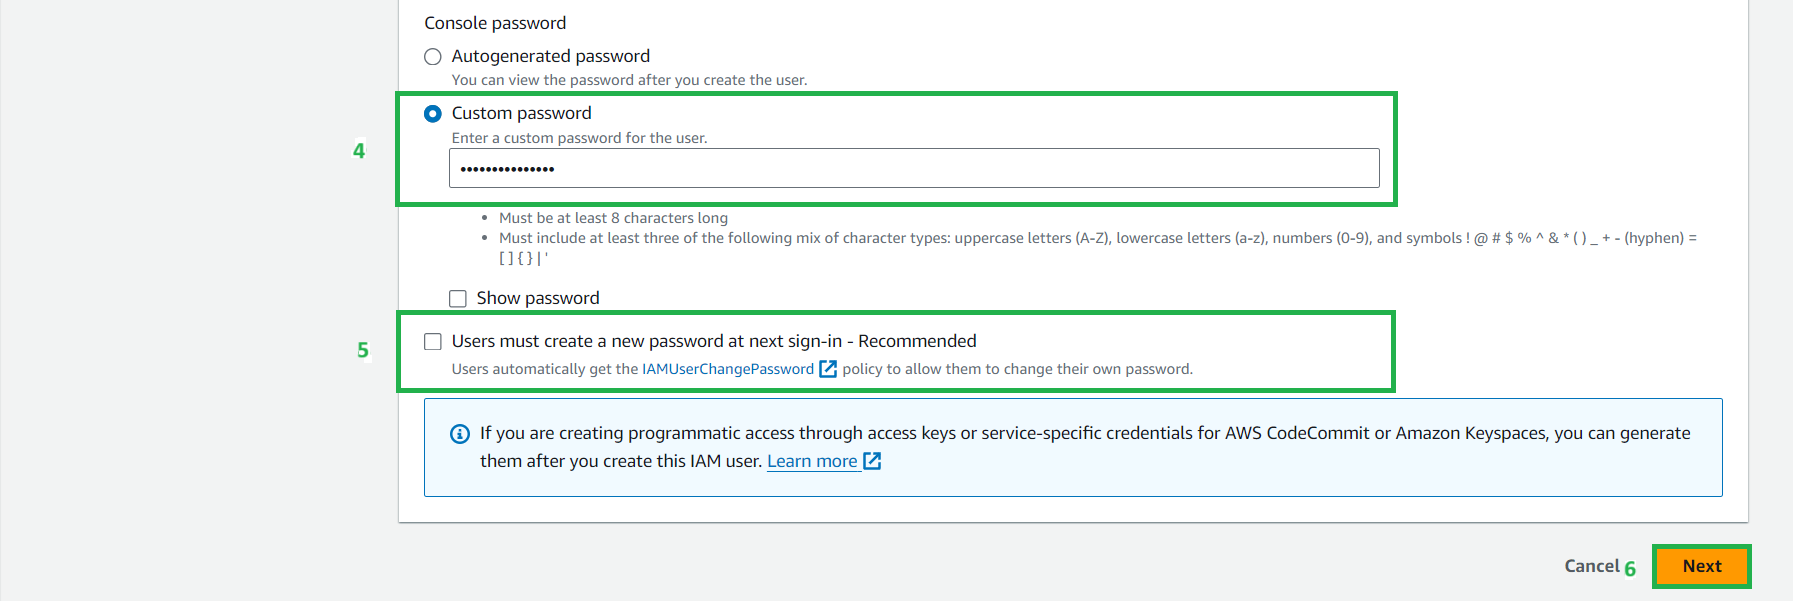 Console password
Autogenerated password
You can view the password after you create the user.
Custom password
Enter a custom password for the user.
4
•••••••••••••••
• Must be at least 8 characters long
• Must include at least three of the following mix of character types: uppercase letters (A-Z), lowercase letters (a-z), numbers (0-9), and symbols ! @ # $ % ^ & * ( ) _ + - (hyphen) =
[ ] { } | '
Show password
5
Users must create a new password at next sign-in - Recommended
Users automatically get the IAMUserChangePassword policy to allow them to change their own password.
If you are creating programmatic access through access keys or service-specific credentials for AWS CodeCommit or Amazon Keyspaces, you can generate
them after you create this IAM user. Learn more
Cancel 6 Next